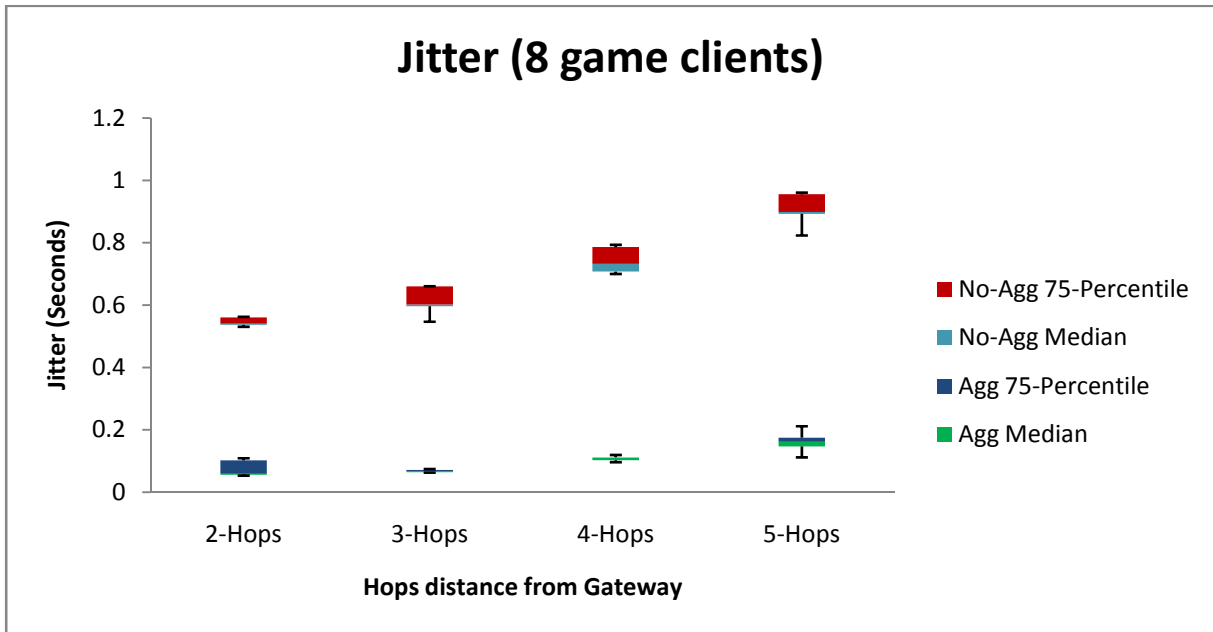 Jitter (8 game clients)
1.2
1
0.8
0.6
0.4
0.2
0
Jitter (Seconds)
2-Hops
3-Hops
4-Hops
5-Hops
Hops distance from Gateway
No-Agg 75-Percentile
No-Agg Median
Agg 75-Percentile
Agg Median